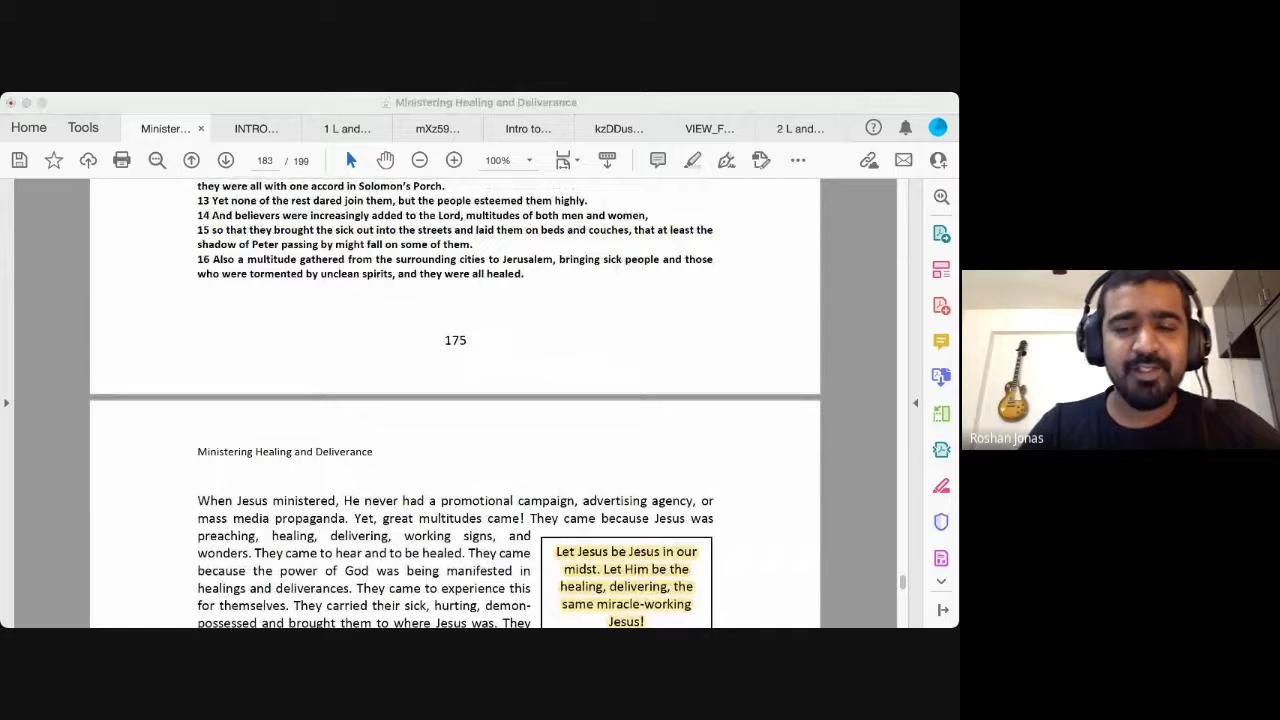 Ministering Healing and Deliverance
Home Tools Minister... × INTRO... 1 L and... mXz59... Intro to... kzDDus... VIEW_F... 2 L and...
183 / 199 100%
they were all with one accord in Solomon's Porch.
13 Yet none of the rest dared join them, but the people esteemed them highly.
14 And believers were increasingly added to the Lord, multitudes of both men and women,
15 so that they brought the sick out into the streets and laid them on beds and couches, that at least the
shadow of Peter passing by might fall on some of them.
16 Also a multitude gathered from the surrounding cities to Jerusalem, bringing sick people and those
who were tormented by unclean spirits, and they were all healed.
175
Ministering Healing and Deliverance
When Jesus ministered, He never had a promotional campaign, advertising agency, or
mass media propaganda. Yet, great multitudes came! They came because Jesus was
preaching, healing, delivering, working signs, and
wonders. They came to hear and to be healed. They came
because the power of God was being manifested in
healings and deliverances. They came to experience this
for themselves. They carried their sick, hurting, demon-
possessed and brought them to where Jesus was. They
Let Jesus be Jesus in our
midst. Let Him be the
healing, delivering, the
same miracle-working
Jesus!
Roshan Jonas